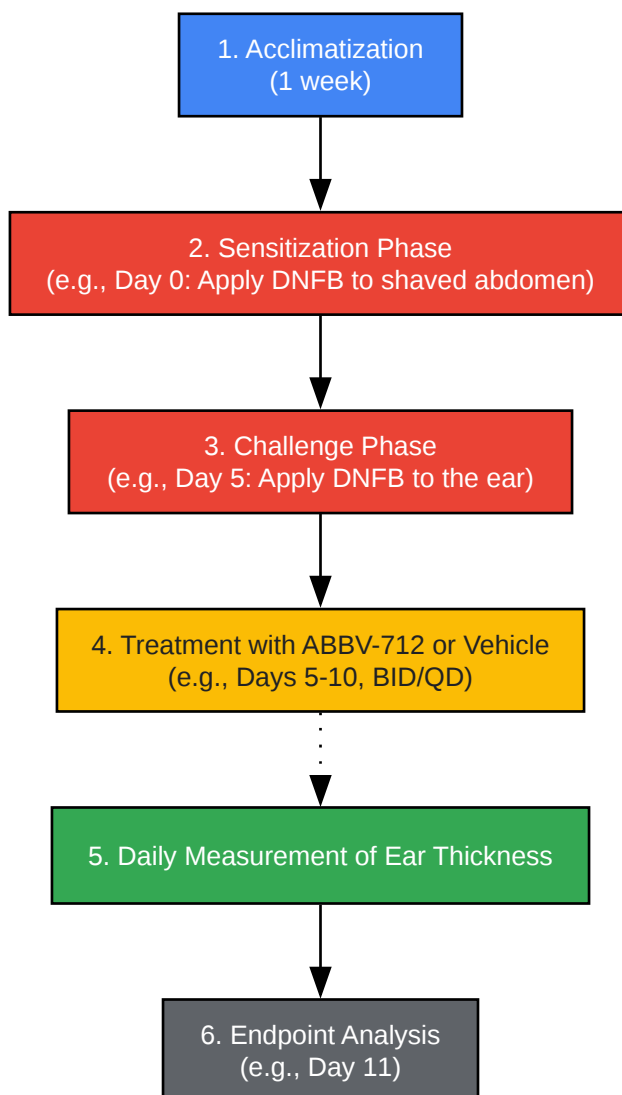 1. Acclimatization
(1 week)
2. Sensitization Phase
(e.g., Day 0: Apply DNFB to shaved abdomen)
3. Challenge Phase
(e.g., Day 5: Apply DNFB to the ear)
4. Treatment with ABBV-712 or Vehicle
(e.g., Days 5-10, BID/QD)
5. Daily Measurement of Ear Thickness
6. Endpoint Analysis
(e.g., Day 11)